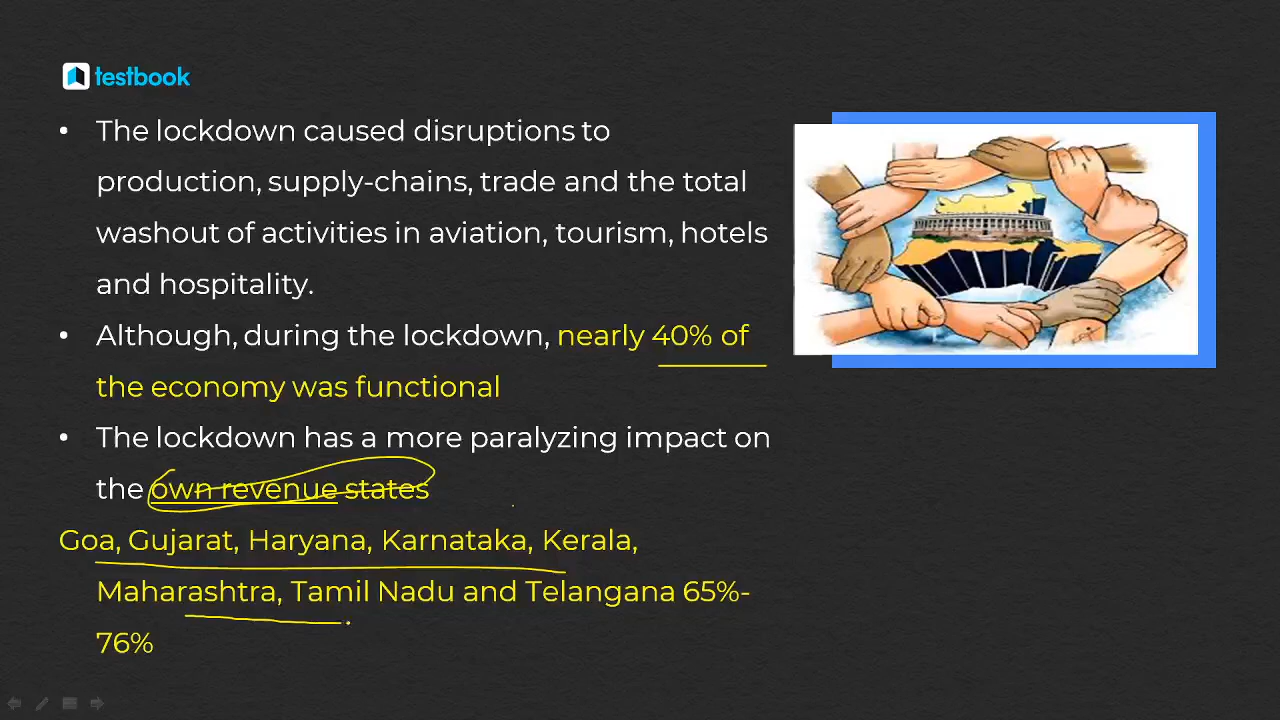 testbook
• The lockdown caused disruptions to
production, supply-chains, trade and the total
washout of activities in aviation, tourism, hotels
and hospitality.
• Although, during the lockdown, nearly 40% of
the economy was functional
• The lockdown has a more paralyzing impact on
the own revenue states
Goa, Gujarat, Haryana, Karnataka, Kerala,
Maharashtra, Tamil Nadu and Telangana 65%-
76%